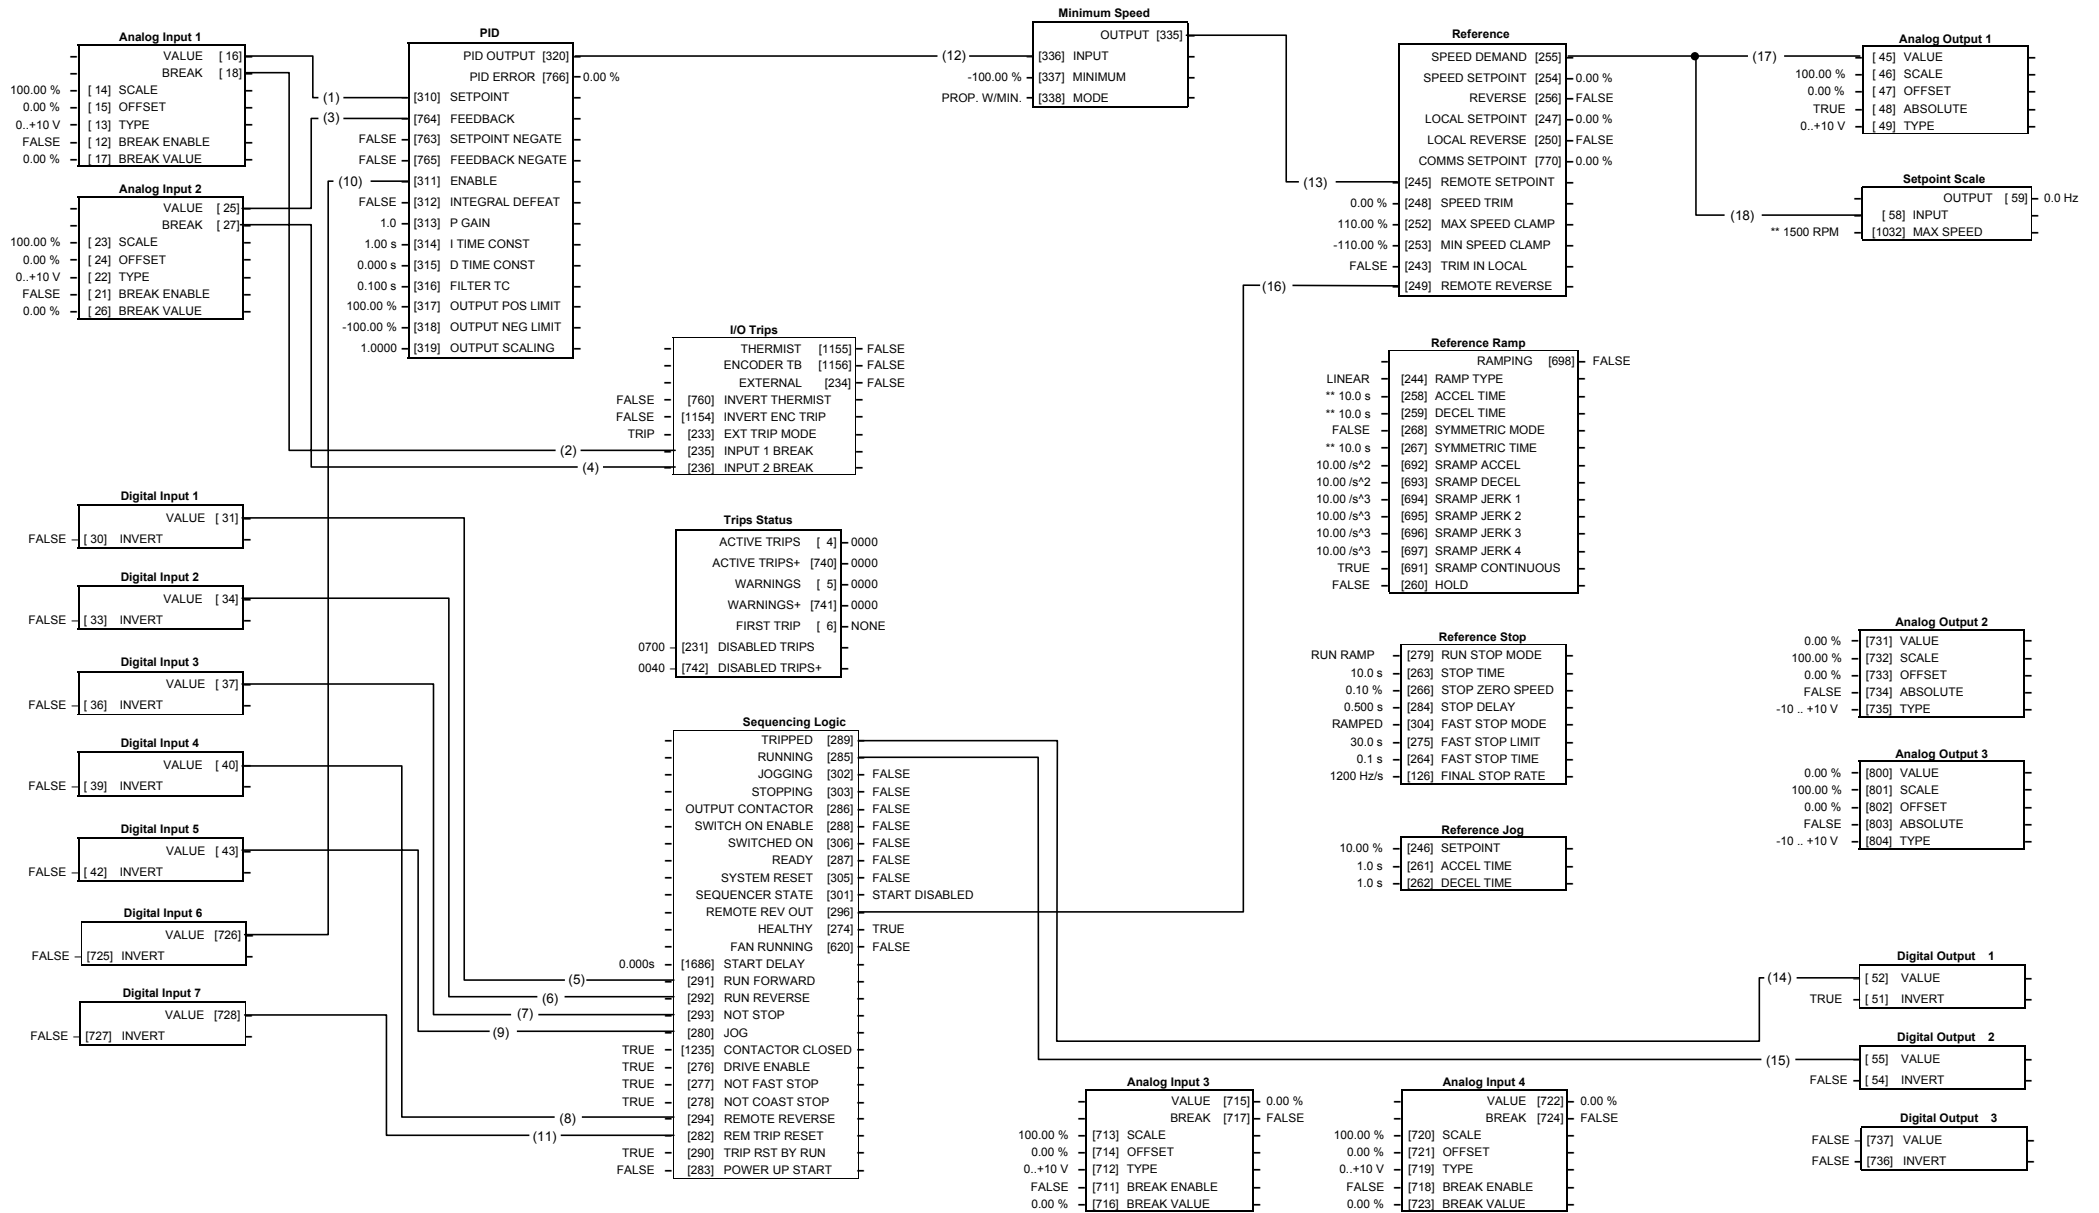 Analog Input 1
VALUE [ 16]
BREAK [ 18]
100.00 % [ 14] SCALE
0.00 % [ 15] OFFSET
0..+10 V [ 13] TYPE
FALSE [ 12] BREAK ENABLE
0.00 % [ 17] BREAK VALUE
Analog Input 2
VALUE [ 25]
BREAK [ 27]
100.00 % [ 23] SCALE
0.00 % [ 24] OFFSET
0..+10 V [ 22] TYPE
FALSE [ 21] BREAK ENABLE
0.00 % [ 26] BREAK VALUE
Digital Input 1
VALUE [ 31]
FALSE [ 30] INVERT
Digital Input 2
VALUE [ 34]
FALSE [ 33] INVERT
Digital Input 3
VALUE [ 37]
FALSE [ 36] INVERT
Digital Input 4
VALUE [ 40]
FALSE [ 39] INVERT
Digital Input 5
VALUE [ 43]
FALSE [ 42] INVERT
Digital Input 6
VALUE [726]
FALSE [725] INVERT
Digital Input 7
VALUE [728]
FALSE [727] INVERT
PID
PID OUTPUT [320]
PID ERROR [766] 0.00 %
(1) [310] SETPOINT
(3) [764] FEEDBACK
FALSE [763] SETPOINT NEGATE
FALSE [765] FEEDBACK NEGATE
(10) [311] ENABLE
FALSE [312] INTEGRAL DEFEAT
1.0 [313] P GAIN
1.00 s [314] I TIME CONST
0.000 s [315] D TIME CONST
0.100 s [316] FILTER TC
100.00 % [317] OUTPUT POS LIMIT
-100.00 % [318] OUTPUT NEG LIMIT
1.0000 [319] OUTPUT SCALING
I/O Trips
THERMIST [1155] FALSE
ENCODER TB [1156] FALSE
EXTERNAL [234] FALSE
FALSE [760] INVERT THERMIST
FALSE [1154] INVERT ENC TRIP
TRIP [233] EXT TRIP MODE
(2) [235] INPUT 1 BREAK
(4) [236] INPUT 2 BREAK
Trips Status
ACTIVE TRIPS [ 4] 0000
ACTIVE TRIPS+ [740] 0000
WARNINGS [ 5] 0000
WARNINGS+ [741] 0000
FIRST TRIP [ 6] NONE
0700 [231] DISABLED TRIPS
0040 [742] DISABLED TRIPS+
Sequencing Logic
TRIPPED [289]
RUNNING [285]
JOGGING [302] FALSE
STOPPING [303] FALSE
OUTPUT CONTACTOR [286] FALSE
SWITCH ON ENABLE [288] FALSE
SWITCHED ON [306] FALSE
READY [287] FALSE
SYSTEM RESET [305] FALSE
SEQUENCER STATE [301] START DISABLED
REMOTE REV OUT [296]
HEALTHY [274] TRUE
FAN RUNNING [620] FALSE
0.000s [1686] START DELAY
(5) [291] RUN FORWARD
(6) [292] RUN REVERSE
(7) [293] NOT STOP
(9) [280] JOG
TRUE [1235] CONTACTOR CLOSED
TRUE [276] DRIVE ENABLE
TRUE [277] NOT FAST STOP
TRUE [278] NOT COAST STOP
(8) [294] REMOTE REVERSE
(11) [282] REM TRIP RESET
TRUE [290] TRIP RST BY RUN
FALSE [283] POWER UP START
Minimum Speed
OUTPUT [335]
(12) [336] INPUT
-100.00 % [337] MINIMUM
PROP. W/MIN. [338] MODE
Reference
SPEED DEMAND [255]
SPEED SETPOINT [254] 0.00 %
REVERSE [256] FALSE
LOCAL SETPOINT [247] 0.00 %
LOCAL REVERSE [250] FALSE
COMMS SETPOINT [770] 0.00 %
(13) [245] REMOTE SETPOINT
0.00 % [248] SPEED TRIM
110.00 % [252] MAX SPEED CLAMP
-110.00 % [253] MIN SPEED CLAMP
FALSE [243] TRIM IN LOCAL
(16) [249] REMOTE REVERSE
Reference Ramp
RAMPING [698] FALSE
LINEAR [244] RAMP TYPE
** 10.0 s [258] ACCEL TIME
** 10.0 s [259] DECEL TIME
FALSE [268] SYMMETRIC MODE
** 10.0 s [267] SYMMETRIC TIME
10.00 /s^2 [692] SRAMP ACCEL
10.00 /s^2 [693] SRAMP DECEL
10.00 /s^3 [694] SRAMP JERK 1
10.00 /s^3 [695] SRAMP JERK 2
10.00 /s^3 [696] SRAMP JERK 3
10.00 /s^3 [697] SRAMP JERK 4
TRUE [691] SRAMP CONTINUOUS
FALSE [260] HOLD
Reference Stop
RUN RAMP [279] RUN STOP MODE
10.0 s [263] STOP TIME
0.10 % [266] STOP ZERO SPEED
0.500 s [284] STOP DELAY
RAMPED [304] FAST STOP MODE
30.0 s [275] FAST STOP LIMIT
0.1 s [264] FAST STOP TIME
1200 Hz/s [126] FINAL STOP RATE
Reference Jog
10.00 % [246] SETPOINT
1.0 s [261] ACCEL TIME
1.0 s [262] DECEL TIME
Analog Input 3
VALUE [715] 0.00 %
BREAK [717] FALSE
100.00 % [713] SCALE
0.00 % [714] OFFSET
0..+10 V [712] TYPE
FALSE [711] BREAK ENABLE
0.00 % [716] BREAK VALUE
Analog Input 4
VALUE [722] 0.00 %
BREAK [724] FALSE
100.00 % [720] SCALE
0.00 % [721] OFFSET
0..+10 V [719] TYPE
FALSE [718] BREAK ENABLE
0.00 % [723] BREAK VALUE
Analog Output 1
(17) [ 45] VALUE
100.00 % [ 46] SCALE
0.00 % [ 47] OFFSET
TRUE [ 48] ABSOLUTE
0..+10 V [ 49] TYPE
Setpoint Scale
OUTPUT [ 59] 0.0 Hz
(18) [ 58] INPUT
** 1500 RPM [1032] MAX SPEED
Analog Output 2
0.00 % [731] VALUE
100.00 % [732] SCALE
0.00 % [733] OFFSET
FALSE [734] ABSOLUTE
-10 .. +10 V [735] TYPE
Analog Output 3
0.00 % [800] VALUE
100.00 % [801] SCALE
0.00 % [802] OFFSET
FALSE [803] ABSOLUTE
-10 .. +10 V [804] TYPE
Digital Output 1
(14) [ 52] VALUE
TRUE [ 51] INVERT
Digital Output 2
(15) [ 55] VALUE
FALSE [ 54] INVERT
Digital Output 3
FALSE [737] VALUE
FALSE [736] INVERT